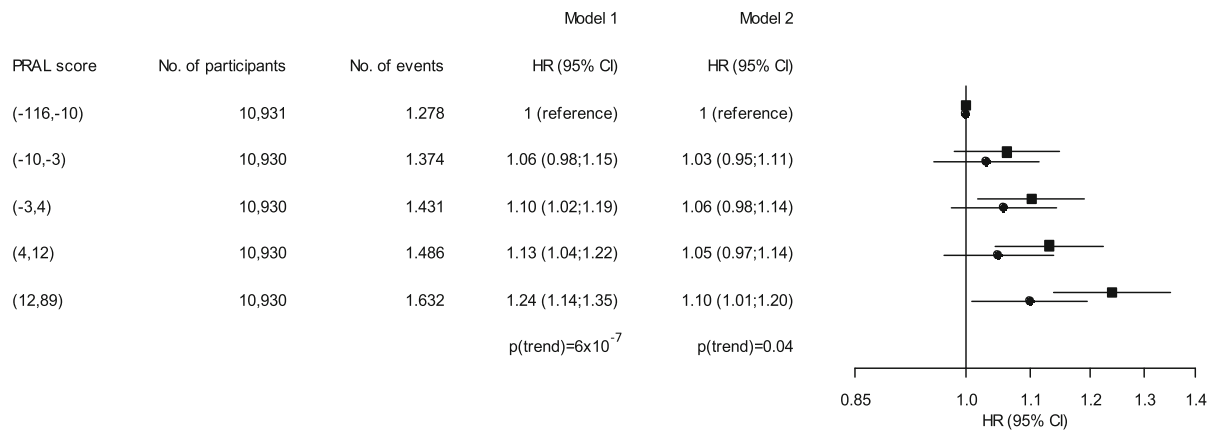 Model 1 Model 2
PRAL score No. of participants No. of events HR (95% CI) HR (95% CI)
(-116,-10) 10,931 1.278 1 (reference) 1 (reference)
(-10,-3) 10,930 1.374 1.06 (0.98;1.15) 1.03 (0.95;1.11)
(-3,4) 10,930 1.431 1.10 (1.02;1.19) 1.06 (0.98;1.14)
(4,12) 10,930 1.486 1.13 (1.04;1.22) 1.05 (0.97;1.14)
(12,89) 10,930 1.632 1.24 (1.14;1.35) 1.10 (1.01;1.20)
p(trend)=6x10⁻⁷ p(trend)=0.04
0.85 1.0 1.1 1.2 1.3 1.4
HR (95% CI)